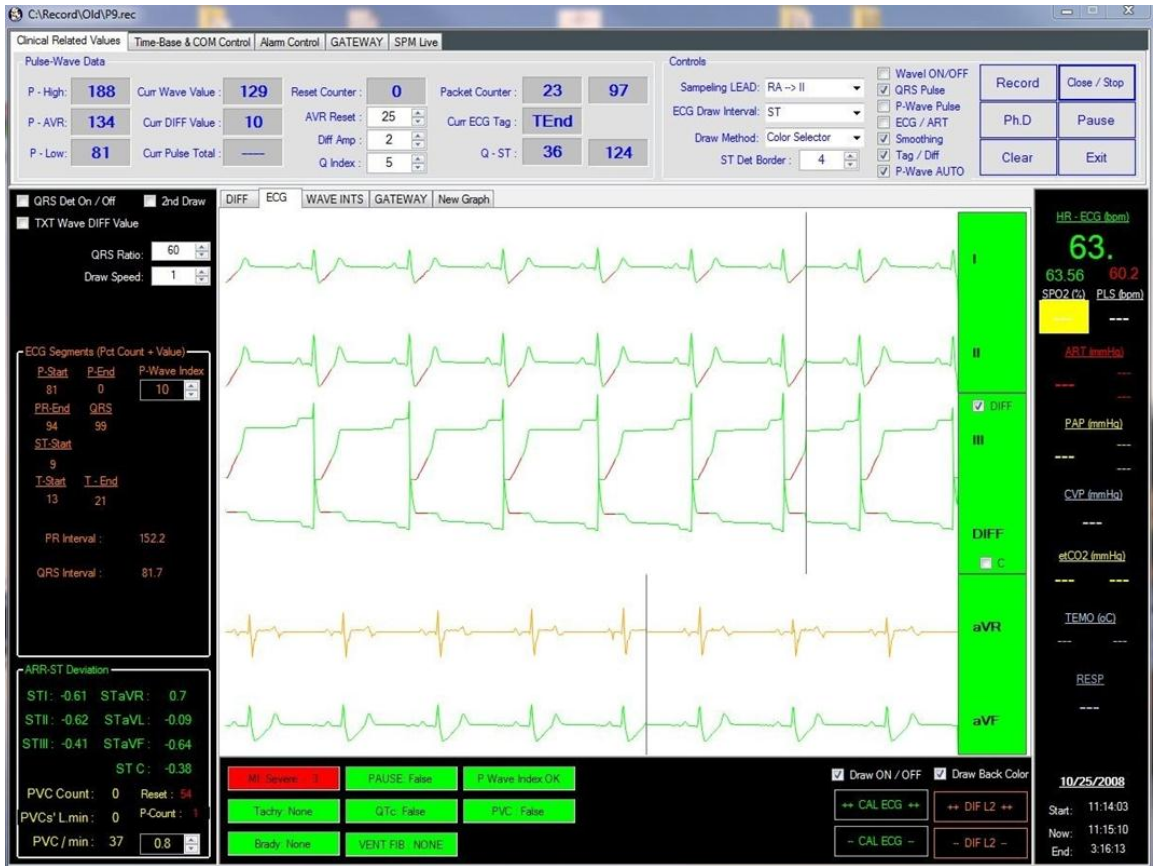 C:\Record\Old\P9.rec
Clinical Related Values Time-Base & COM Control Alarm Control GATEWAY SPM Live
Pulse-Wave Data
P - High: 188 Curr Wave Value : 129 Reset Counter : 0 Packet Counter : 23 97
P - AVR: 134 Curr DIFF Value : 10 AVR Reset : 25 Curr ECG Tag : TEnd
Diff Amp : 2
P - Low: 81 Curr Pulse Total : ---- Q Index : 5 Q - ST : 36 124
Controls
Sampeling LEAD: RA --> II
ECG Draw Interval: ST
Draw Method: Color Selector
ST Det Border : 4
Wavel ON/OFF
QRS Pulse
P-Wave Pulse
ECG / ART
Smoothing
Tag / Diff
P-Wave AUTO
Record Close / Stop
Ph.D Pause
Clear Exit
QRS Det On / Off 2nd Draw
TXT Wave DIFF Value
QRS Ratio: 60
Draw Speed: 1
ECG Segments (Pct Count + Value)
P-Start P-End P-Wave Index
81 0 10
PR-End QRS
94 99
ST-Start
9
T-Start T - End
13 21
PR Interval : 152.2
QRS Interval : 81.7
ARR-ST Deviation
STI : -0.61 STaVR : 0.7
STII : -0.62 STaVL : -0.09
STIII : -0.41 STaVF : -0.64
ST C : -0.38
PVC Count : 0 Reset : 54
PVCs' L.min : 0 P-Count : 1
PVC / min : 37 0.8
DIFF ECG WAVE INTS GATEWAY New Graph
I
II
DIFF
III
DIFF
C
aVR
aVF
MI: Severe : 3 PAUSE: False P Wave Index OK
Tachy: None QTc: False PVC : False
Brady: None VENT FIB : NONE
Draw ON / OFF Draw Back Color
++ CAL ECG ++ ++ DIF L2 ++
-- CAL ECG -- -- DIF L2 --
HR - ECG (bpm)
63.
63.56 60.2
SPO2 (%) PLS (bpm)
--- ---
ART (mmHg)
---
---
---
PAP (mmHg)
---
---
---
CVP (mmHg)
---
etCO2 (mmHg)
--- ---
TEMO (oC)
--- ---
RESP
---
10/25/2008
Start: 11:14:03
Now: 11:15:10
End: 3:16:13